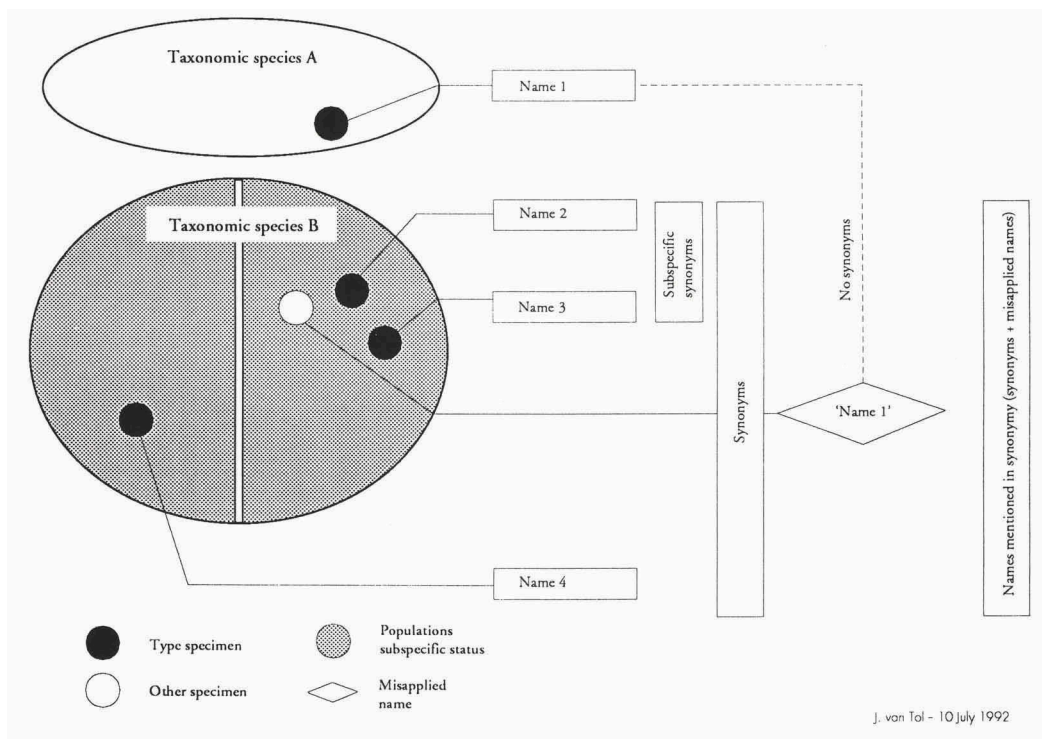 Taxonomic species A
Name 1
Taxonomic species B
Name 2
Name 3
Subspecific
synonyms
Synonyms
No synonyms
'Name 1'
Names mentioned in synonymy (synonyms + misapplied names)
Name 4
Type specimen
Populations
subspecific status
Other specimen
Misapplied
name
J. van Tol - 10 July 1992